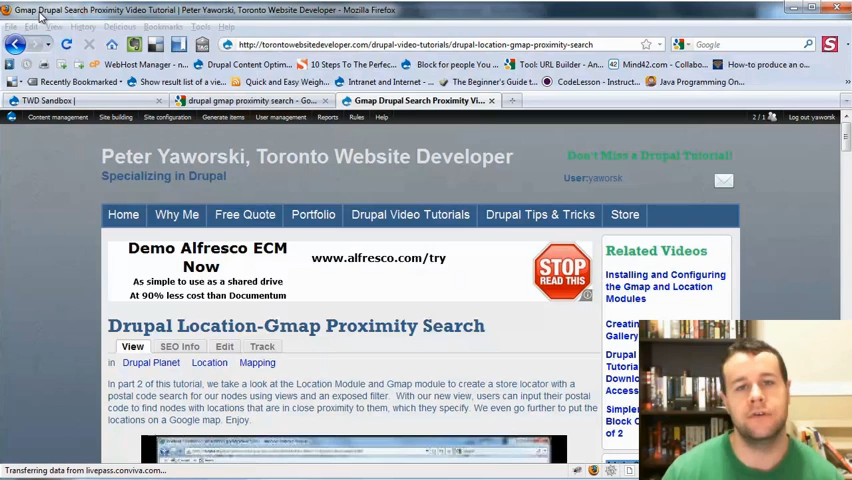 Gmap Drupal Search Proximity Video Tutorial | Peter Yaworski, Toronto Website Developer - Mozilla Firefox
File Edit View History Delicious Bookmarks Tools Help
http://torontowebsitedeveloper.com/drupal-video-tutorials/drupal-location-gmap-proximity-search
Google
WebHost Manager - n... Drupal Content Optim... 10 Steps To The Perfec... Block for people you ... Tool: URL Builder - An... Mind42.com - Collabo... How-to produce an o...
Recently Bookmarked Show result list of a vie... Quick and Easy Views... Intranet and Internet - ... The Beginner's Guide t... CodeLesson - Instruct... Java Programming On...
TWD Sandbox |
drupal gmap proximity search - Go...
Gmap Drupal Search Proximity Vi...
Content management Site building Site configuration Generate items User management Reports Rules Help
2 / 1
Log out yaworsk
Peter Yaworski, Toronto Website Developer
Specializing in Drupal
Don't Miss a Drupal Tutorial!
User:yaworsk
Home Why Me Free Quote Portfolio Drupal Video Tutorials Drupal Tips & Tricks Store
Demo Alfresco ECM
Now
As simple to use as a shared drive
At 90% less cost than Documentum
www.alfresco.com/try
STOP
READ THIS
Related Videos
Installing and Configuring
the Gmap and Location
Modules
Drupal Location-Gmap Proximity Search
View SEO Info Edit Track
in Drupal Planet Location Mapping
In part 2 of this tutorial, we take a look at the Location Module and Gmap module to create a store locator with a
postal code search for our nodes using views and an exposed filter. With our new view, users can input their postal
code to find nodes with locations that are in close proximity to them, which they specify. We even go further to put the
locations on a Google map. Enjoy.
Gallery
Drupal
Block C
of 2
Transferring data from livepass.conviva.com...